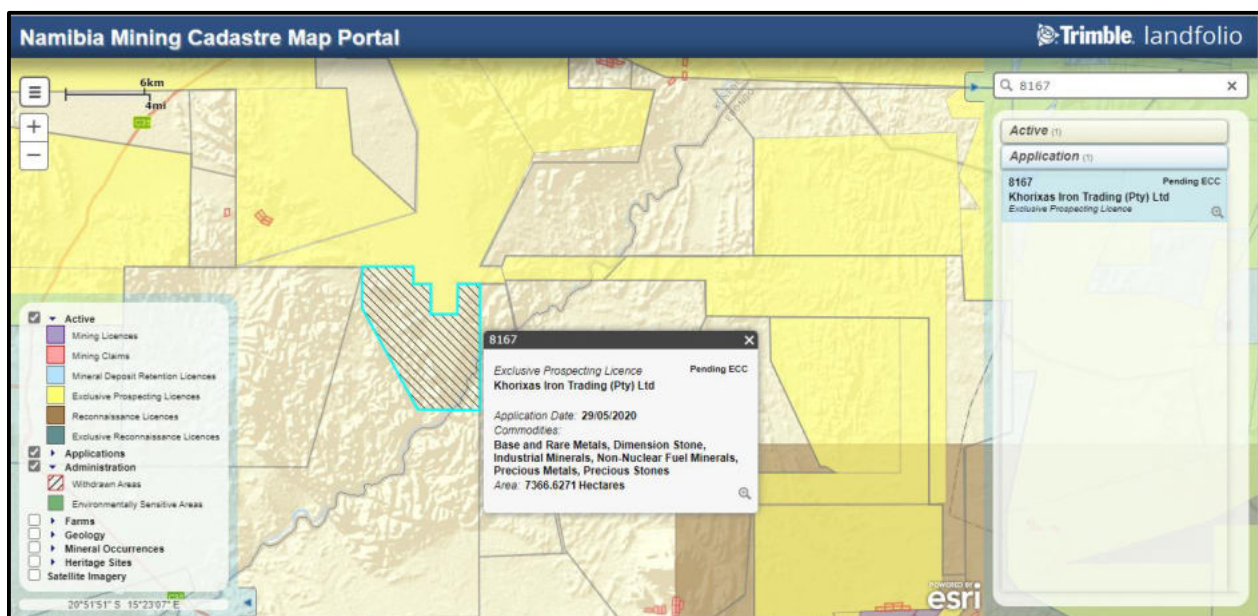 Namibia Mining Cadastre Map Portal
Trimble. landfolio
6km
4mi
8167
Active (1)
Application (1)
8167 Pending ECC
Khorixas Iron Trading (Pty) Ltd
Exclusive Prospecting Licence
8167
Exclusive Prospecting Licence Pending ECC
Khorixas Iron Trading (Pty) Ltd
Application Date: 29/05/2020
Commodities:
Base and Rare Metals, Dimension Stone,
Industrial Minerals, Non-Nuclear Fuel Minerals,
Precious Metals, Precious Stones
Area: 7366.6271 Hectares
Active
Mining Licences
Mining Claims
Mineral Deposit Retention Licences
Exclusive Prospecting Licences
Reconnaissance Licences
Exclusive Reconnaissance Licences
Applications
Administration
Withdrawn Areas
Environmentally Sensitive Areas
Farms
Geology
Mineral Occurrences
Heritage Sites
Satellite Imagery
20°51'51" S 15°23'07" E
POWERED BY
esri